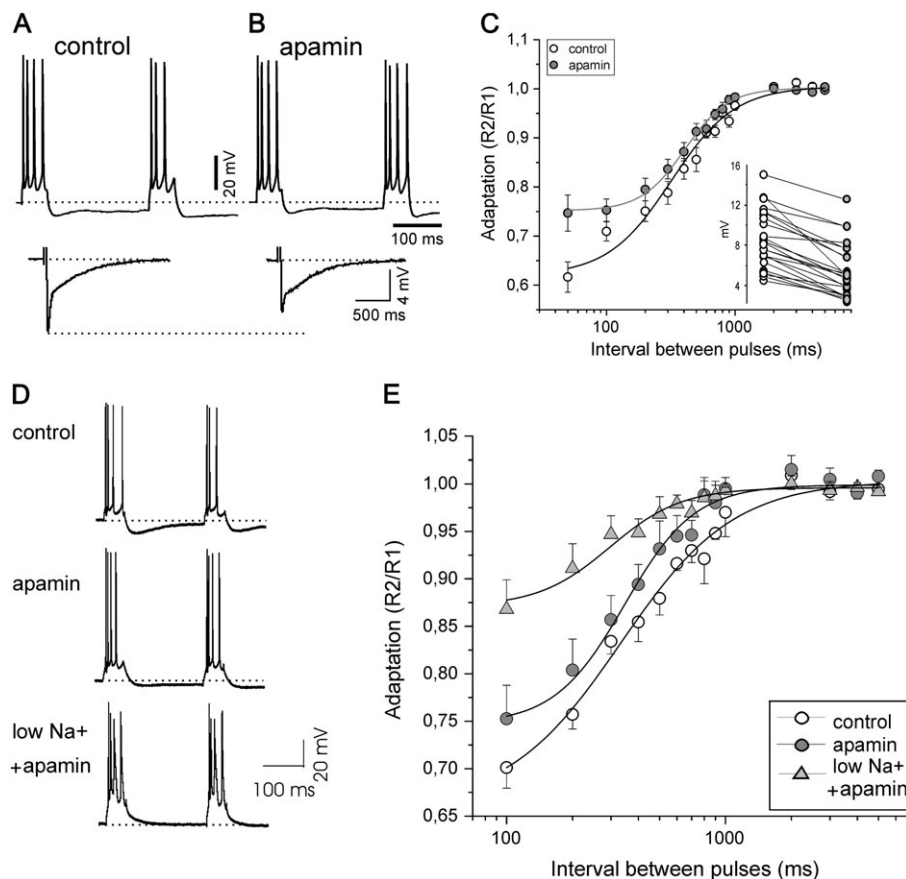 A
control
B
apamin
20 mV
100 ms
500 ms
4 mV
C
control
apamin
1,1
1,0
0,9
0,8
0,7
0,6
Adaptation (R2/R1)
16
12
8
4
mV
100
1000
Interval between pulses (ms)
D
control
apamin
low Na+
+apamin
20 mV
100 ms
E
1,05
1,00
0,95
0,90
0,85
0,80
0,75
0,70
0,65
Adaptation (R2/R1)
control
apamin
low Na+
+apamin
100
1000
Interval between pulses (ms)